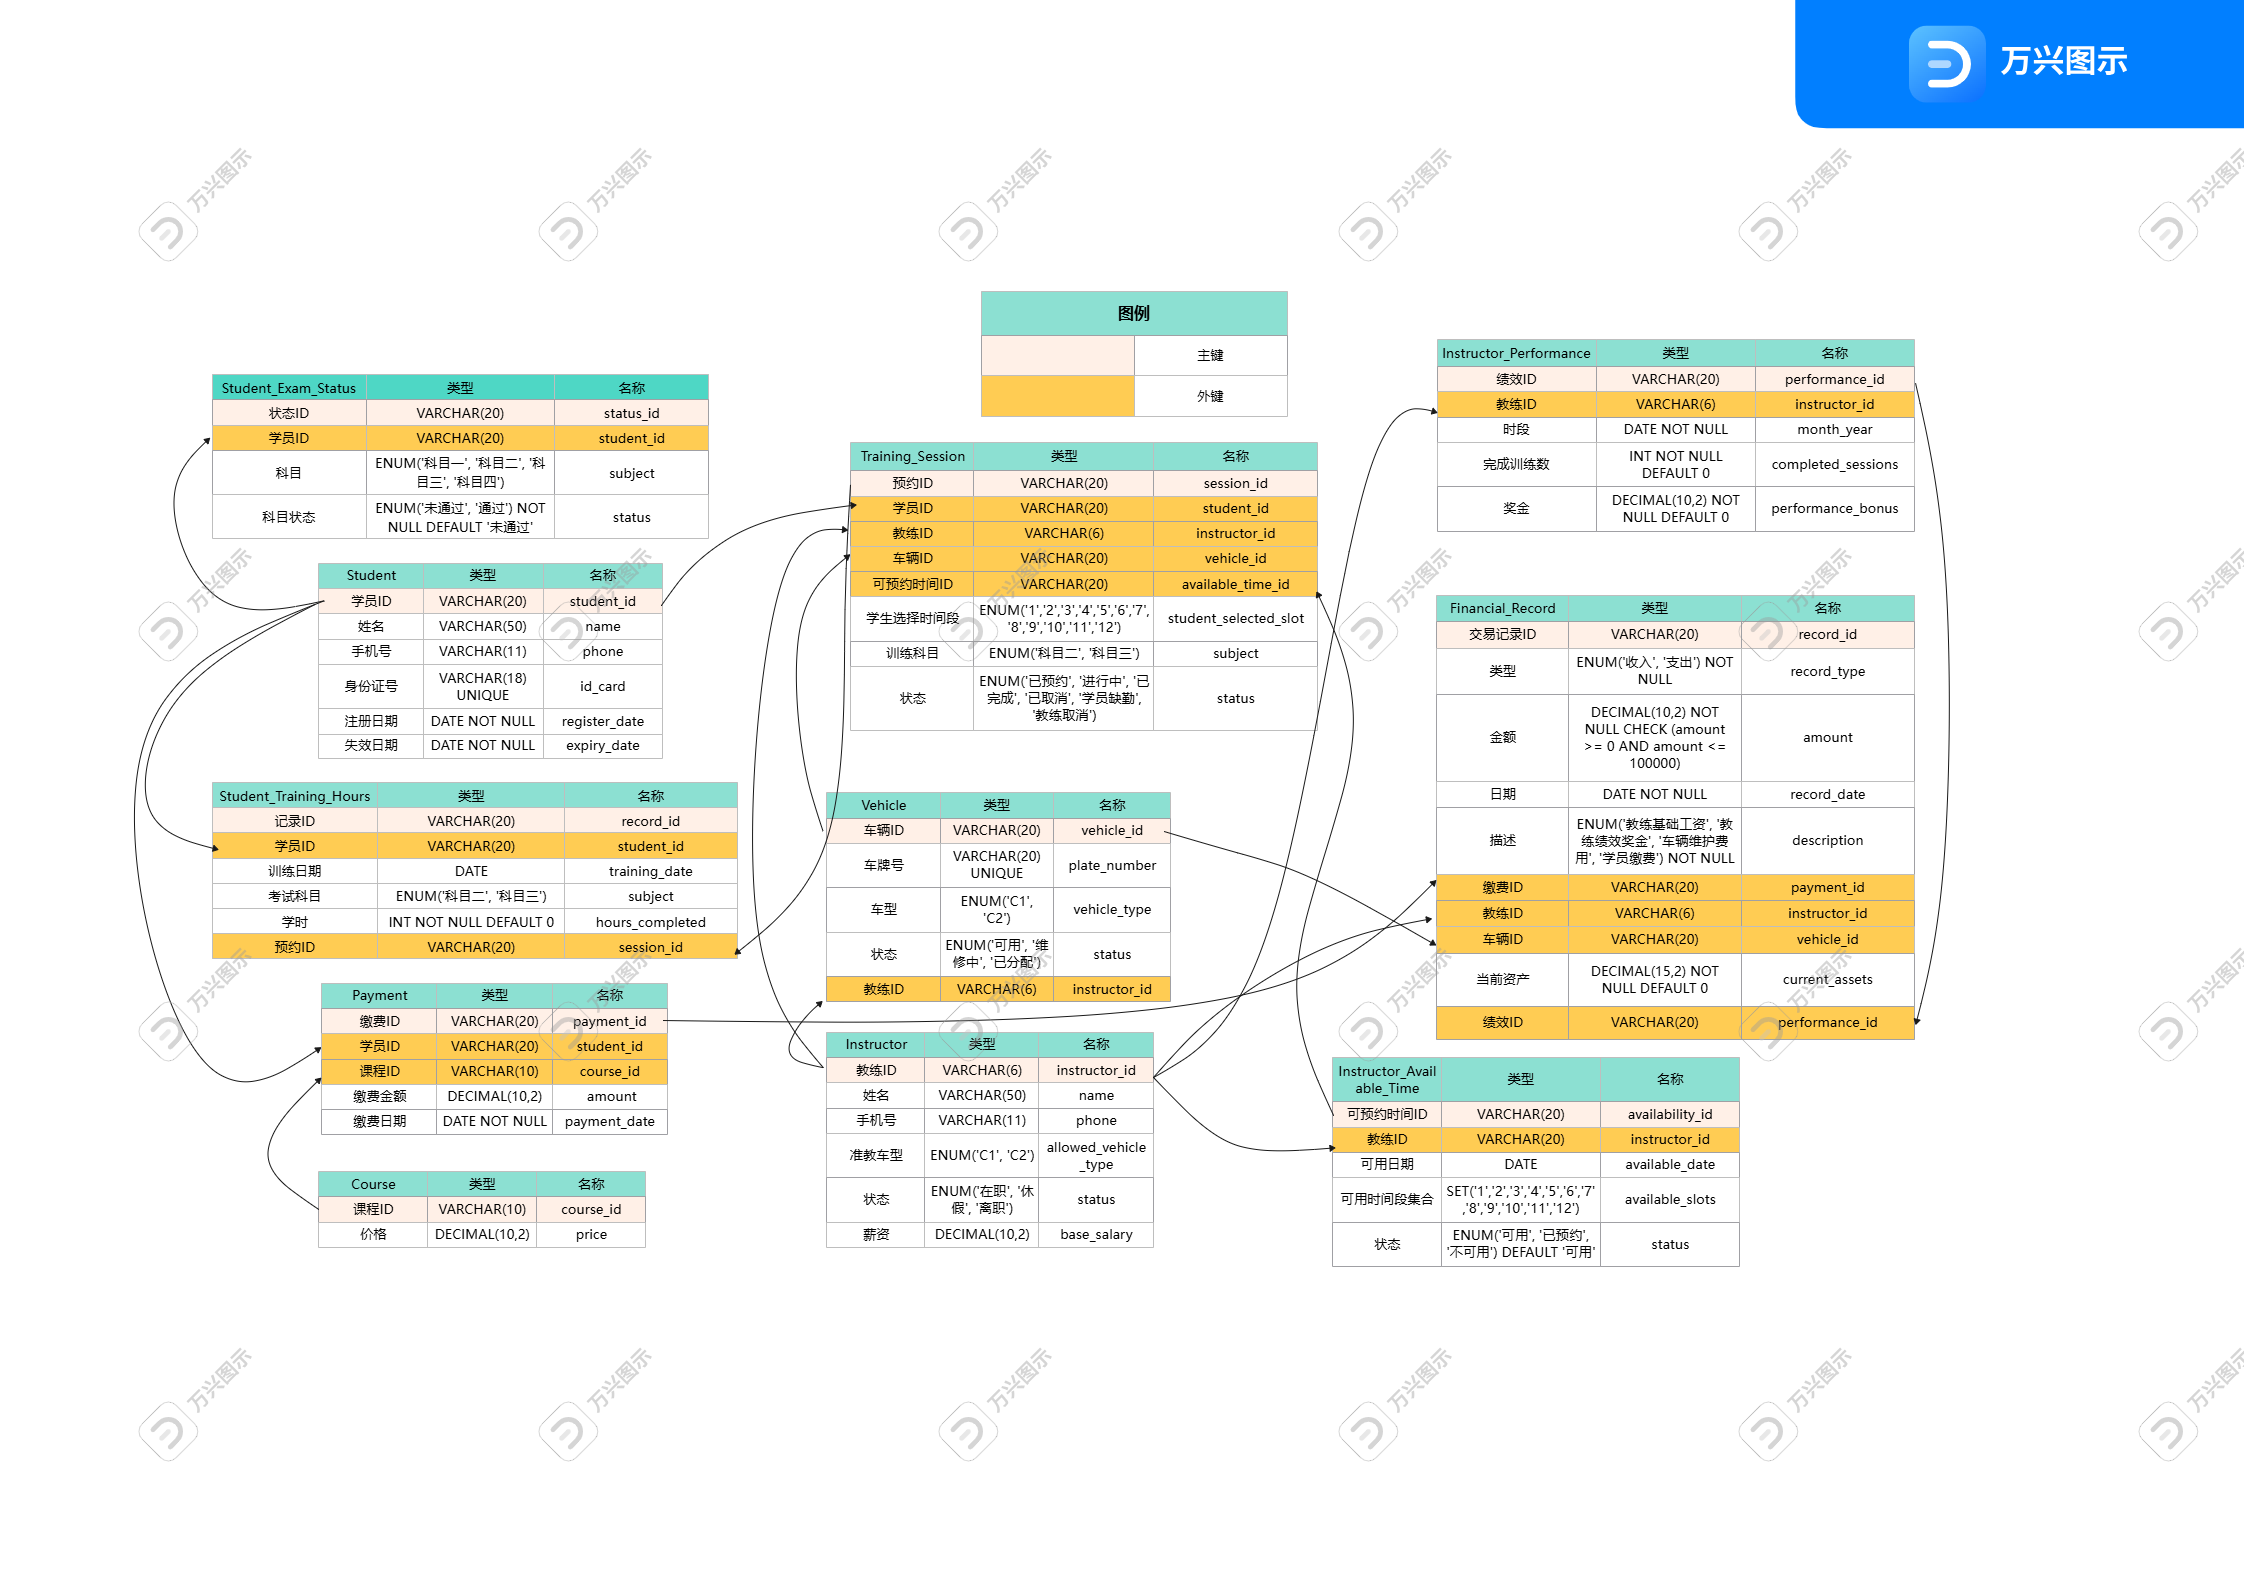 万兴图示
图例
主键
外键
Student_Exam_Status 类型 名称
状态ID VARCHAR(20) status_id
学员ID VARCHAR(20) student_id
科目 ENUM('科目一', '科目二', '科
目三', '科目四') subject
科目状态 ENUM('未通过', '通过') NOT
NULL DEFAULT '未通过' status
Student 类型 名称
学员ID VARCHAR(20) student_id
姓名 VARCHAR(50) name
手机号 VARCHAR(11) phone
身份证号 VARCHAR(18)
UNIQUE id_card
注册日期 DATE NOT NULL register_date
失效日期 DATE NOT NULL expiry_date
Student_Training_Hours 类型 名称
记录ID VARCHAR(20) record_id
学员ID VARCHAR(20) student_id
训练日期 DATE training_date
考试科目 ENUM('科目二', '科目三') subject
学时 INT NOT NULL DEFAULT 0 hours_completed
预约ID VARCHAR(20) session_id
Payment 类型 名称
缴费ID VARCHAR(20) payment_id
学员ID VARCHAR(20) student_id
课程ID VARCHAR(10) course_id
缴费金额 DECIMAL(10,2) amount
缴费日期 DATE NOT NULL payment_date
Course 类型 名称
课程ID VARCHAR(10) course_id
价格 DECIMAL(10,2) price
Training_Session 类型 名称
预约ID VARCHAR(20) session_id
学员ID VARCHAR(20) student_id
教练ID VARCHAR(6) instructor_id
车辆ID VARCHAR(20) vehicle_id
可预约时间ID VARCHAR(20) available_time_id
学生选择时间段 ENUM('1','2','3','4','5','6','7',
'8','9','10','11','12') student_selected_slot
训练科目 ENUM('科目二', '科目三') subject
状态 ENUM('已预约', '进行中', '已
完成', '已取消', '学员缺勤',
'教练取消') status
Vehicle 类型 名称
车辆ID VARCHAR(20) vehicle_id
车牌号 VARCHAR(20)
UNIQUE plate_number
车型 ENUM('C1',
'C2') vehicle_type
状态 ENUM('可用', '维
修中', '已分配') status
教练ID VARCHAR(6) instructor_id
Instructor 类型 名称
教练ID VARCHAR(6) instructor_id
姓名 VARCHAR(50) name
手机号 VARCHAR(11) phone
准教车型 ENUM('C1', 'C2') allowed_vehicle
_type
状态 ENUM('在职', '休
假', '离职') status
薪资 DECIMAL(10,2) base_salary
Instructor_Performance 类型 名称
绩效ID VARCHAR(20) performance_id
教练ID VARCHAR(6) instructor_id
时段 DATE NOT NULL month_year
完成训练数 INT NOT NULL
DEFAULT 0 completed_sessions
奖金 DECIMAL(10,2) NOT
NULL DEFAULT 0 performance_bonus
Financial_Record 类型 名称
交易记录ID VARCHAR(20) record_id
类型 ENUM('收入', '支出') NOT
NULL record_type
金额 DECIMAL(10,2) NOT
NULL CHECK (amount
>= 0 AND amount <=
100000) amount
日期 DATE NOT NULL record_date
描述 ENUM('教练基础工资', '教
练绩效奖金', '车辆维护费
用', '学员缴费') NOT NULL description
缴费ID VARCHAR(20) payment_id
教练ID VARCHAR(6) instructor_id
车辆ID VARCHAR(20) vehicle_id
当前资产 DECIMAL(15,2) NOT
NULL DEFAULT 0 current_assets
绩效ID VARCHAR(20) performance_id
Instructor_Avail
able_Time 类型 名称
可预约时间ID VARCHAR(20) availability_id
教练ID VARCHAR(20) instructor_id
可用日期 DATE available_date
可用时间段集合 SET('1','2','3','4','5','6','7'
,'8','9','10','11','12') available_slots
状态 ENUM('可用', '已预约',
'不可用') DEFAULT '可用' status